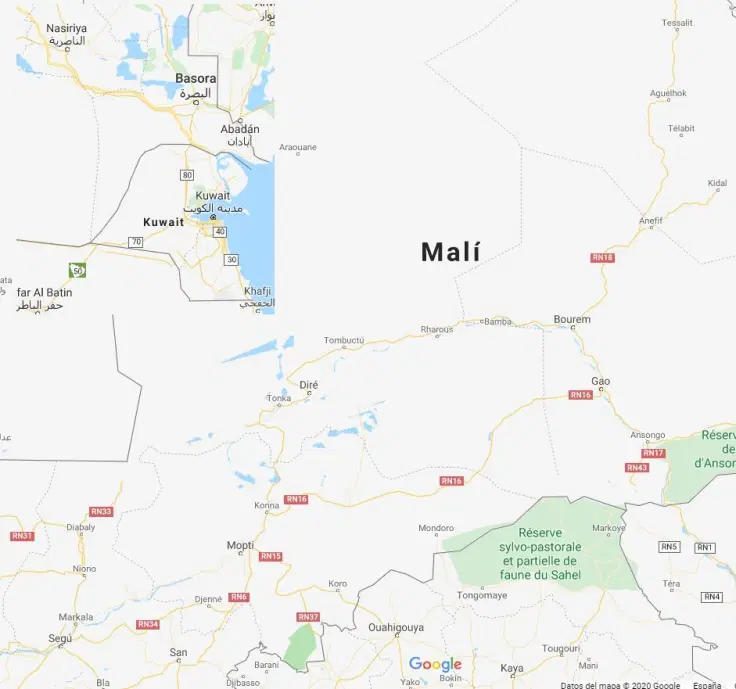 Nasiriya
الناصرية
Basora
البصرة
Abadán
آبادان
80
Kuwait
مدينة الكويت
Kuwait
40
70
30
50
far Al Batin
حفر الباطن
Khafji
الخفجي
Tessalit
Aguelhok
Télabit
Araouane
Kidal
Anefif
Malí
RN18
Bamba
Bourem
Rharous
Tombuctú
Gao
Diré
RN16
Tonka
Ansongo
RN17
Réserve
de
d'Anson
RN43
RN16
RN16
Konna
RN33
Mondoro
Réserve
sylvo-pastorale
et partielle de
faune du Sahel
Markoye
Diabaly
RN31
Mopti
RN15
RN5
RN1
Niono
Koro
Téra
Djenné
RN6
Tongomaye
RN4
Markala
RN37
RN34
Ouahigouya
Segú
San
Tougouri
Barani
Google
Kaya
Mani
Bla
Djibasso
Yako
Bokin
Datos del mapa © 2020 Google
España